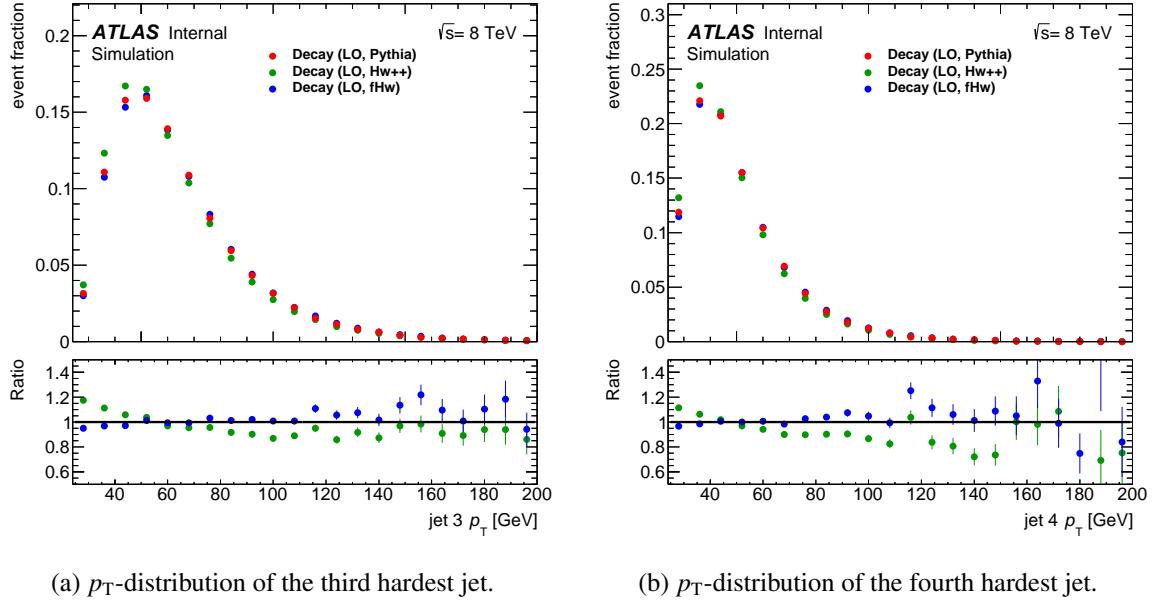 event fraction
0.2
0.15
0.1
0.05
0
ATLAS Internal
Simulation
√s= 8 TeV
Decay (LO, Pythia)
Decay (LO, Hw++)
Decay (LO, fHw)
Ratio
1.4
1.2
1
0.8
0.6
40 60 80 100 120 140 160 180 200
jet 3 pT [GeV]
(a) pT-distribution of the third hardest jet.
event fraction
0.3
0.25
0.2
0.15
0.1
0.05
0
ATLAS Internal
Simulation
√s= 8 TeV
Decay (LO, Pythia)
Decay (LO, Hw++)
Decay (LO, fHw)
Ratio
1.4
1.2
1
0.8
0.6
40 60 80 100 120 140 160 180 200
jet 4 pT [GeV]
(b) pT-distribution of the fourth hardest jet.